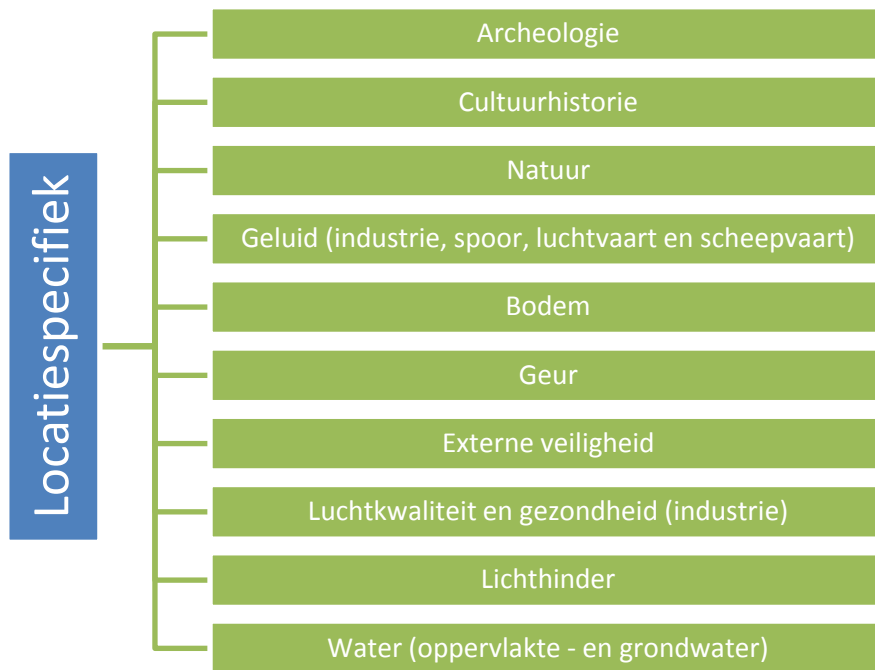 Locatiespecifiek
Archeologie
Cultuurhistorie
Natuur
Geluid (industrie, spoor, luchtvaart en scheepvaart)
Bodem
Geur
Externe veiligheid
Luchtkwaliteit en gezondheid (industrie)
Lichthinder
Water (oppervlakte - en grondwater)